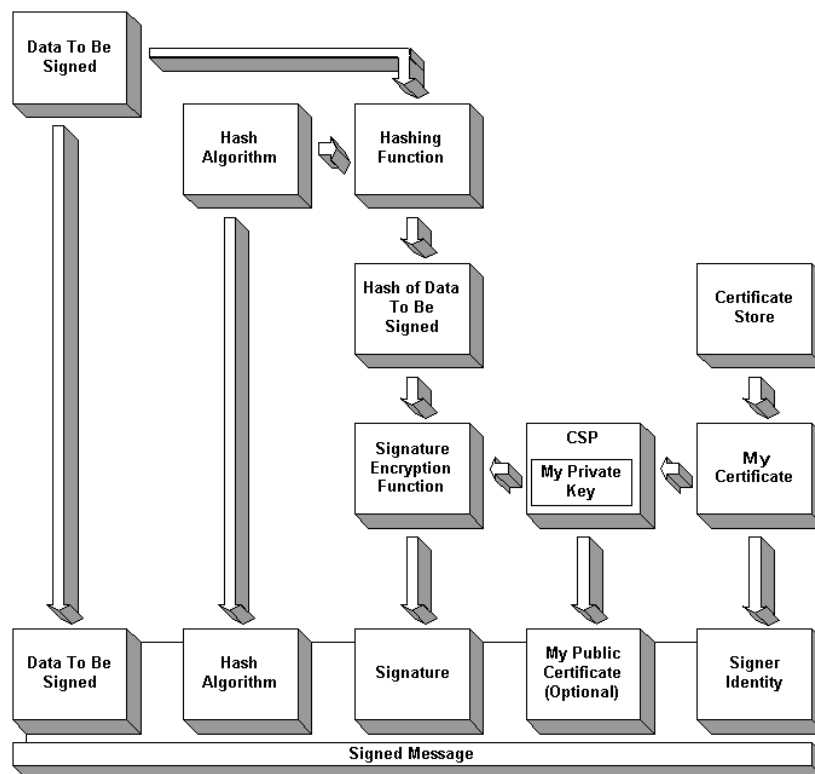 Data To Be
Signed
Hash
Algorithm
Hashing
Function
Hash of Data
To Be
Signed
Certificate
Store
Signature
Encryption
Function
CSP
My Private
Key
My
Certificate
Data To Be
Signed
Hash
Algorithm
Signature
My Public
Certificate
(Optional)
Signer
Identity
Signed Message